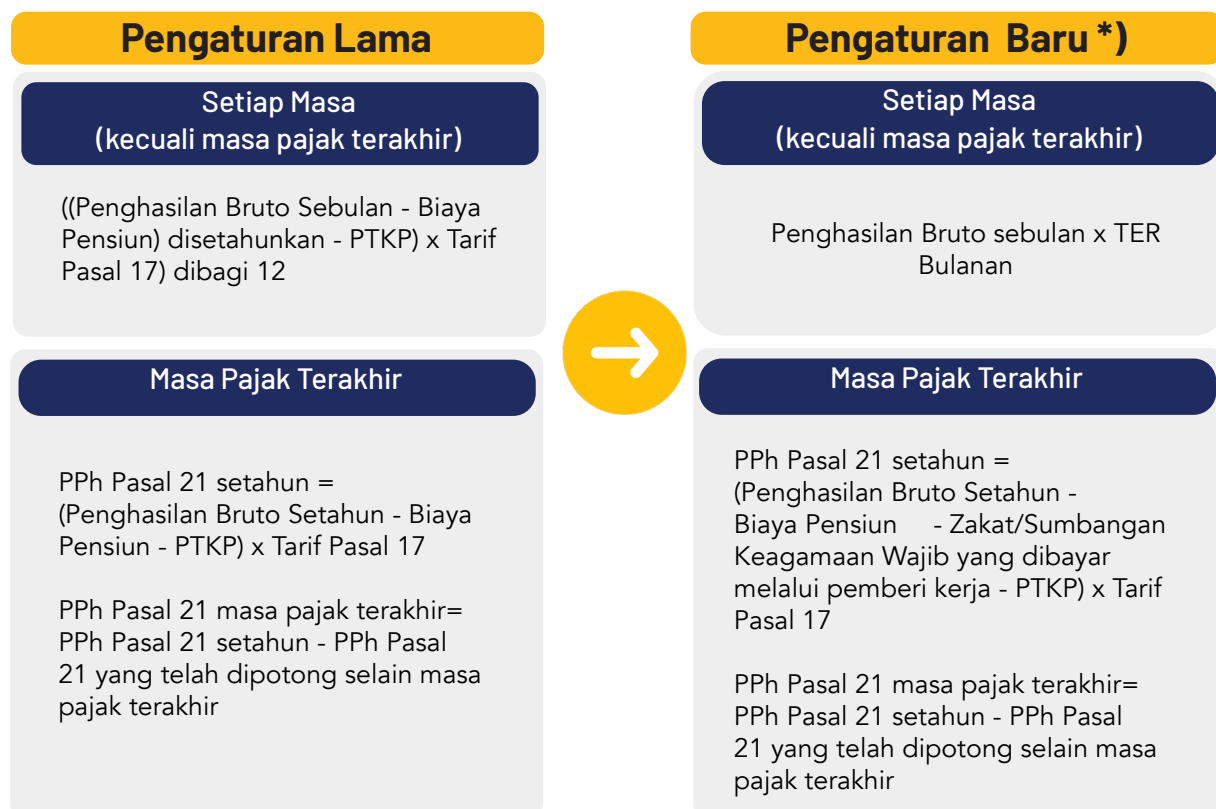 Pengaturan Lama
Setiap Masa
(kecuali masa pajak terakhir)
((Penghasilan Bruto Sebulan - Biaya
Pensiun) disetahunkan - PTKP) x Tarif
Pasal 17) dibagi 12
Masa Pajak Terakhir
PPh Pasal 21 setahun =
(Penghasilan Bruto Setahun - Biaya
Pensiun - PTKP) x Tarif Pasal 17
PPh Pasal 21 masa pajak terakhir=
PPh Pasal 21 setahun - PPh Pasal
21 yang telah dipotong selain masa
pajak terakhir
Pengaturan Baru *)
Setiap Masa
(kecuali masa pajak terakhir)
Penghasilan Bruto sebulan x TER
Bulanan
Masa Pajak Terakhir
PPh Pasal 21 setahun =
(Penghasilan Bruto Setahun -
Biaya Pensiun - Zakat/Sumbangan
Keagamaan Wajib yang dibayar
melalui pemberi kerja - PTKP) x Tarif
Pasal 17
PPh Pasal 21 masa pajak terakhir=
PPh Pasal 21 setahun - PPh Pasal
21 yang telah dipotong selain masa
pajak terakhir